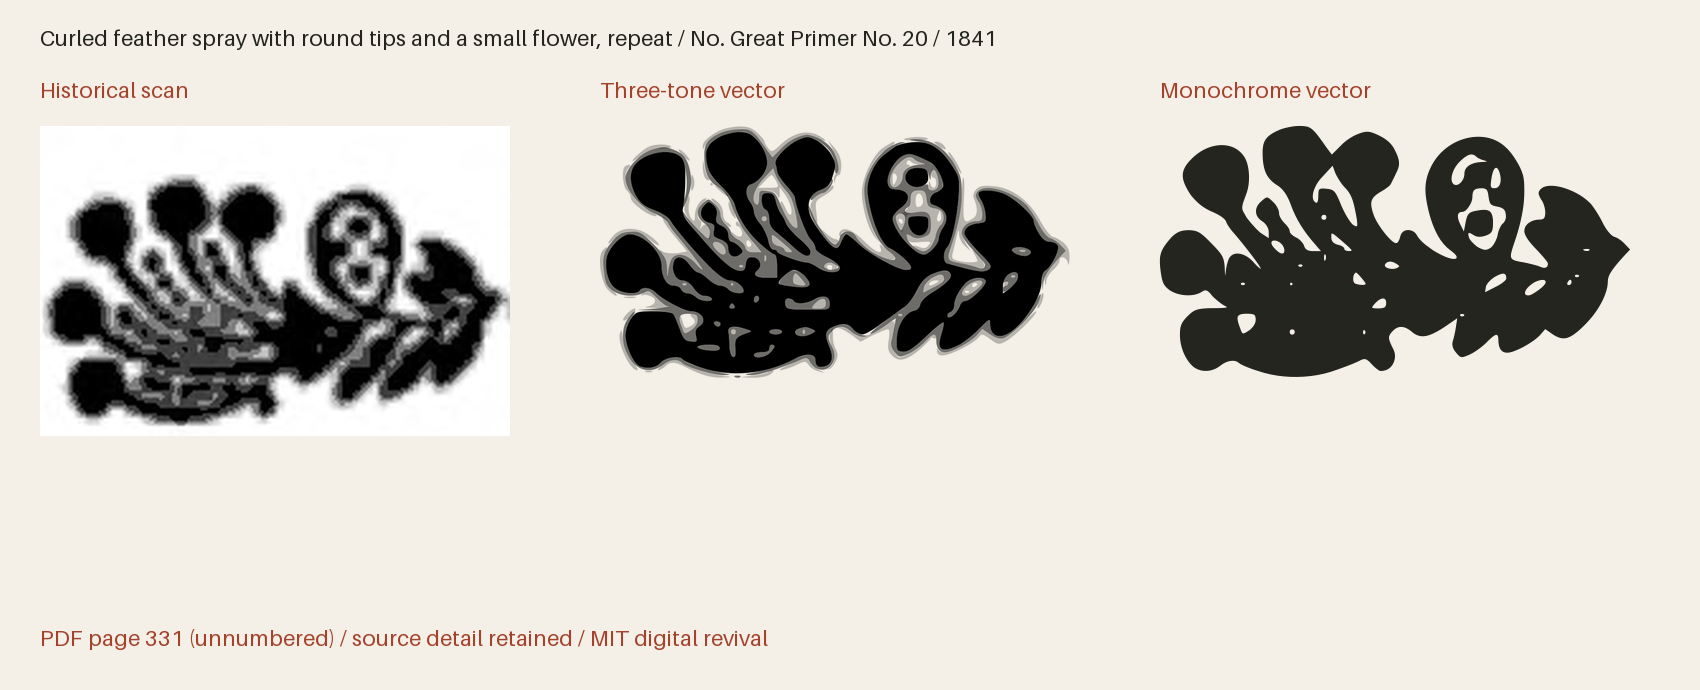 Curled feather spray with round tips and a small flower, repeat / No. Great Primer No. 20 / 1841
Historical scan
Three-tone vector
Monochrome vector
PDF page 331 (unnumbered) / source detail retained / MIT digital revival